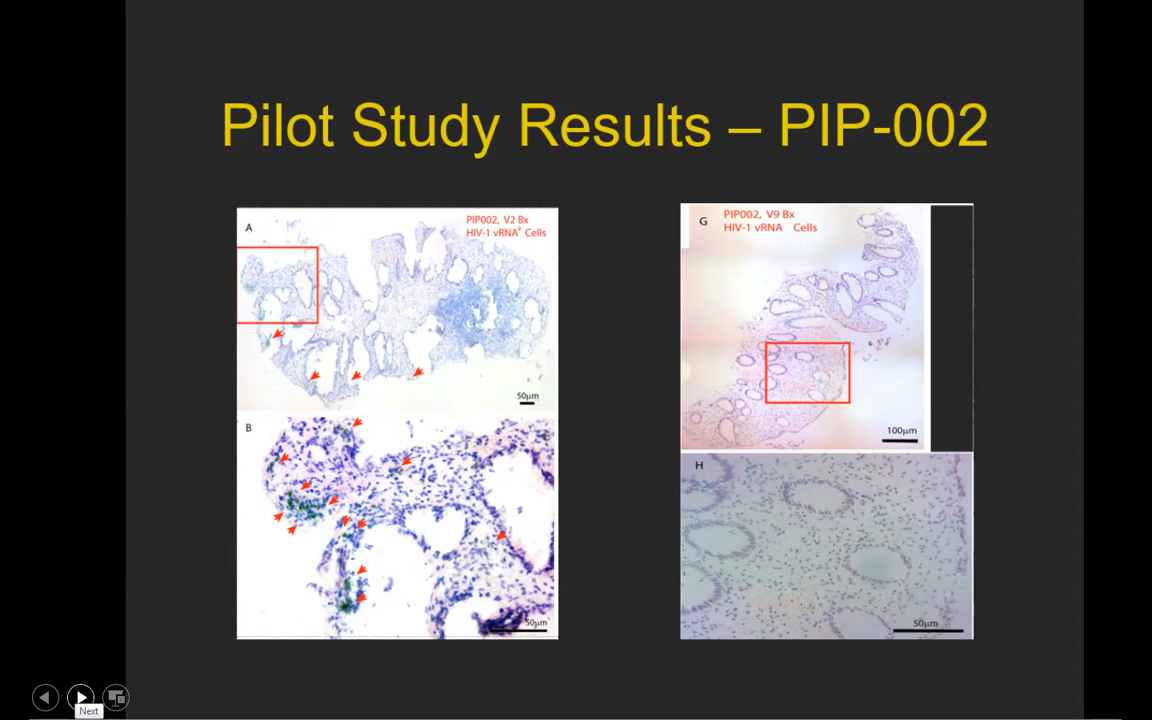 Pilot Study Results – PIP-002
A
PIP002, V2 Bx
HIV-1 vRNA⁺ Cells
50µm
B
50µm
G
PIP002, V9 Bx
HIV-1 vRNA Cells
100µm
H
50µm
Next